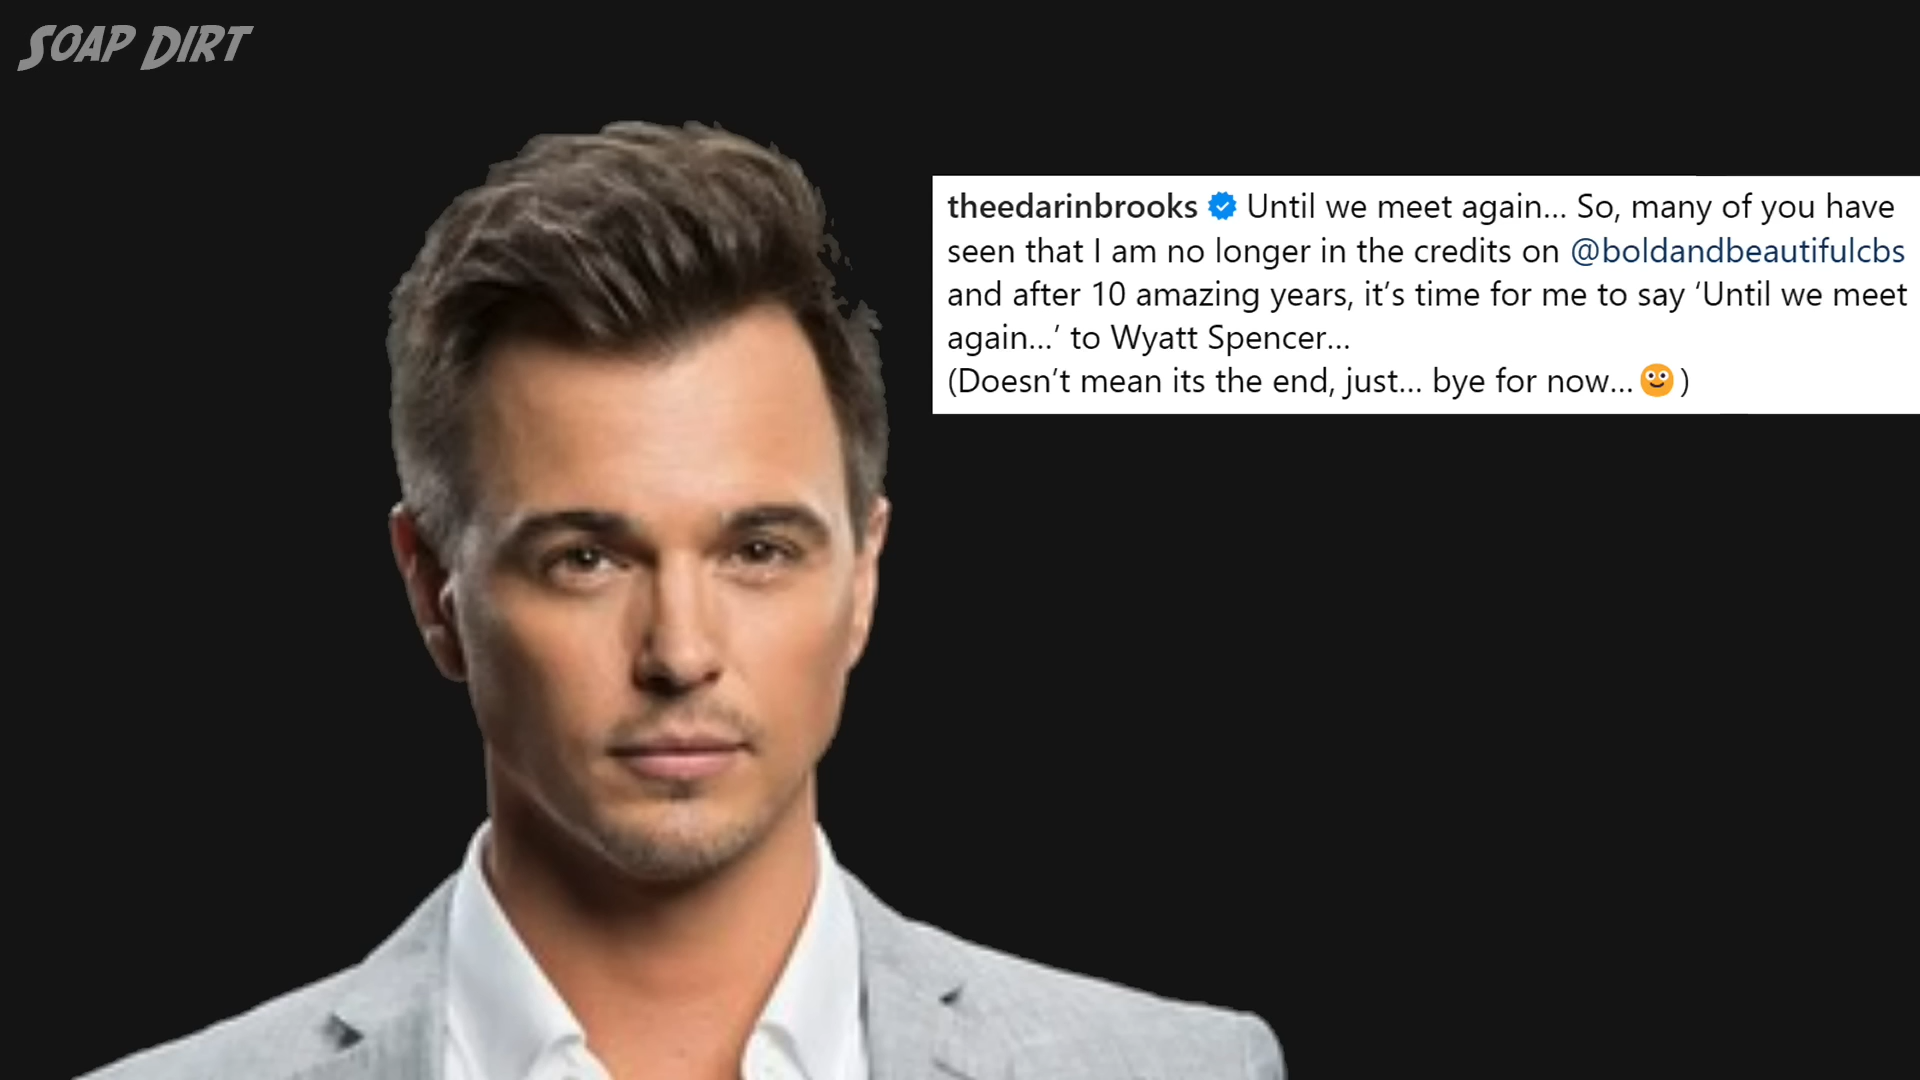 SOAP DIRT
theedarinbrooks Until we meet again... So, many of you have
seen that I am no longer in the credits on @boldandbeautifulcbs
and after 10 amazing years, it’s time for me to say ‘Until we meet
again...’ to Wyatt Spencer...
(Doesn’t mean its the end, just... bye for now...🙂)